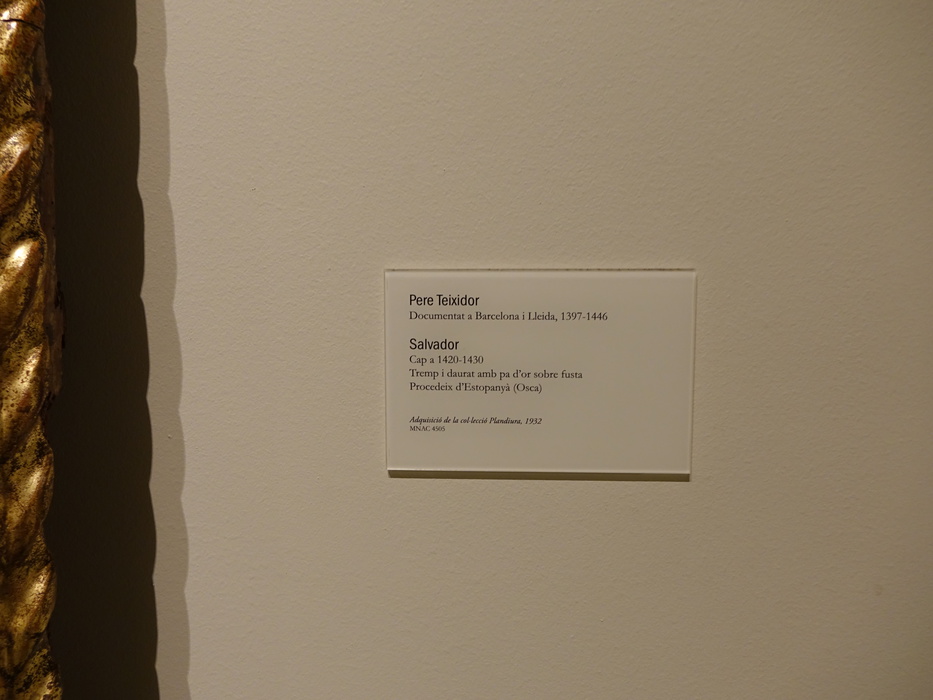 Pere Teixidor
Documentat a Barcelona i Lleida, 1397-1446
Salvador
Cap a 1420-1430
Tremp i daurat amb pa d'or sobre fusta
Procedeix d'Estopanyà (Osca)
Adquisició de la col·lecció Plandiura, 1932
MNAC 4505